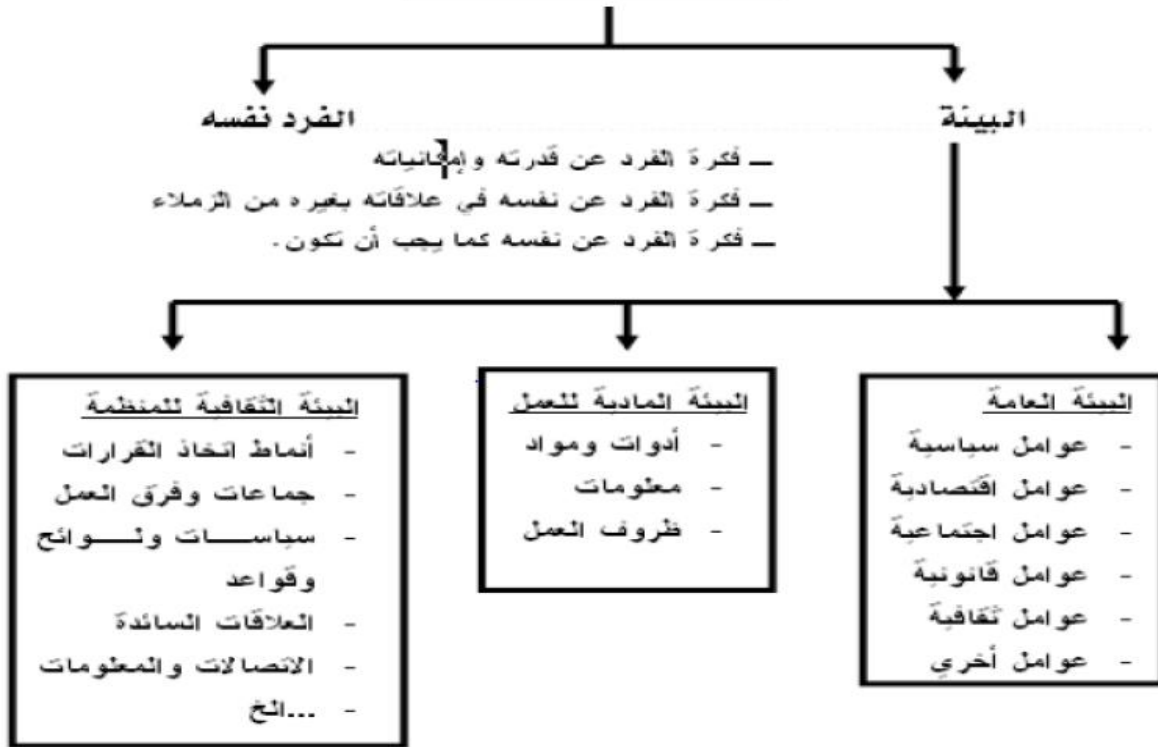 البيئة
الفرد نفسه
ــ فكرة الفرد عن قدرته وإمكانياته
ــ فكرة الفرد عن نفسه في علاقاته بغيره من الزملاء
ــ فكرة الفرد عن نفسه كما يجب أن تكون.
البيئة العامة
- عوامل سياسية
- عوامل اقتصادية
- عوامل اجتماعية
- عوامل قانونية
- عوامل ثقافية
- عوامل أخري
البيئة المادية للعمل
- أدوات ومواد
- معلومات
- ظروف العمل
البيئة الثقافية للمنظمة
- أنماط اتخاذ القرارات
- جماعات وفرق العمل
- سياســـات ولـــوائح
وقواعد
- العلاقات السائدة
- الاتصالات والمعلومات
- ...الخ